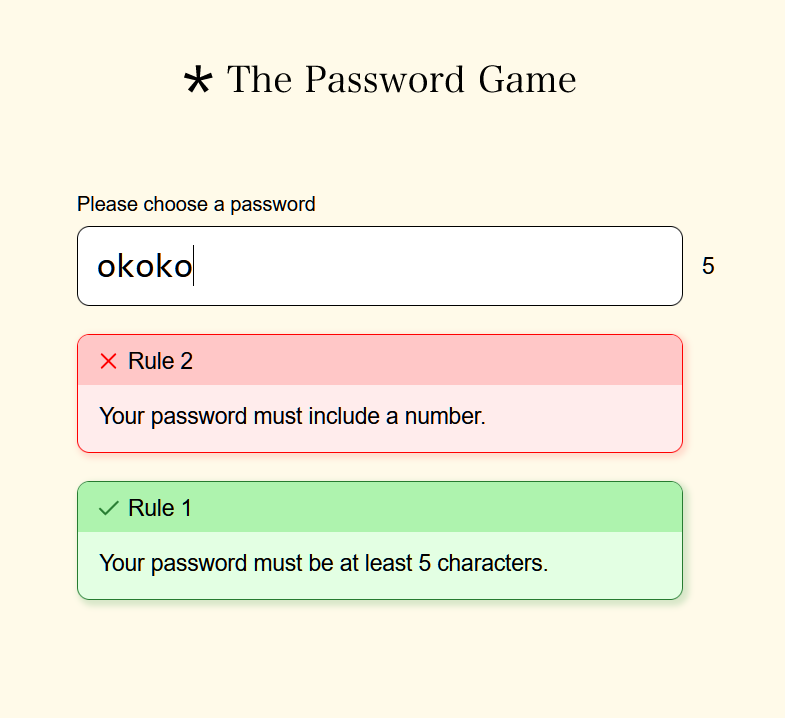 * The Password Game
Please choose a password
okoko
5
Rule 2
Your password must include a number.
Rule 1
Your password must be at least 5 characters.